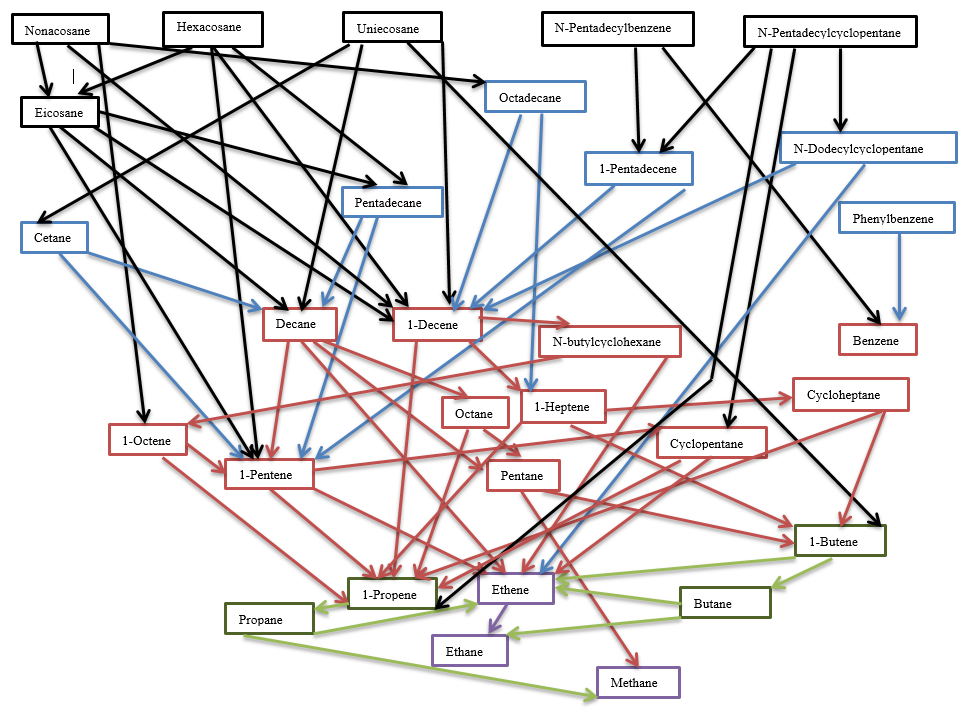 Nonacosane
Hexacosane
Uniecosane
N-Pentadecylbenzene
N-Pentadecylcyclopentane
Octadecane
Eicosane
N-Dodecylcyclopentane
1-Pentadecene
Pentadecane
Phenylbenzene
Cetane
Decane
1-Decene
N-butylcyclohexane
Benzene
Cycloheptane
Octane
1-Heptene
1-Octene
Cyclopentane
1-Pentene
Pentane
1-Butene
1-Propene
Ethene
Butane
Propane
Ethane
Methane